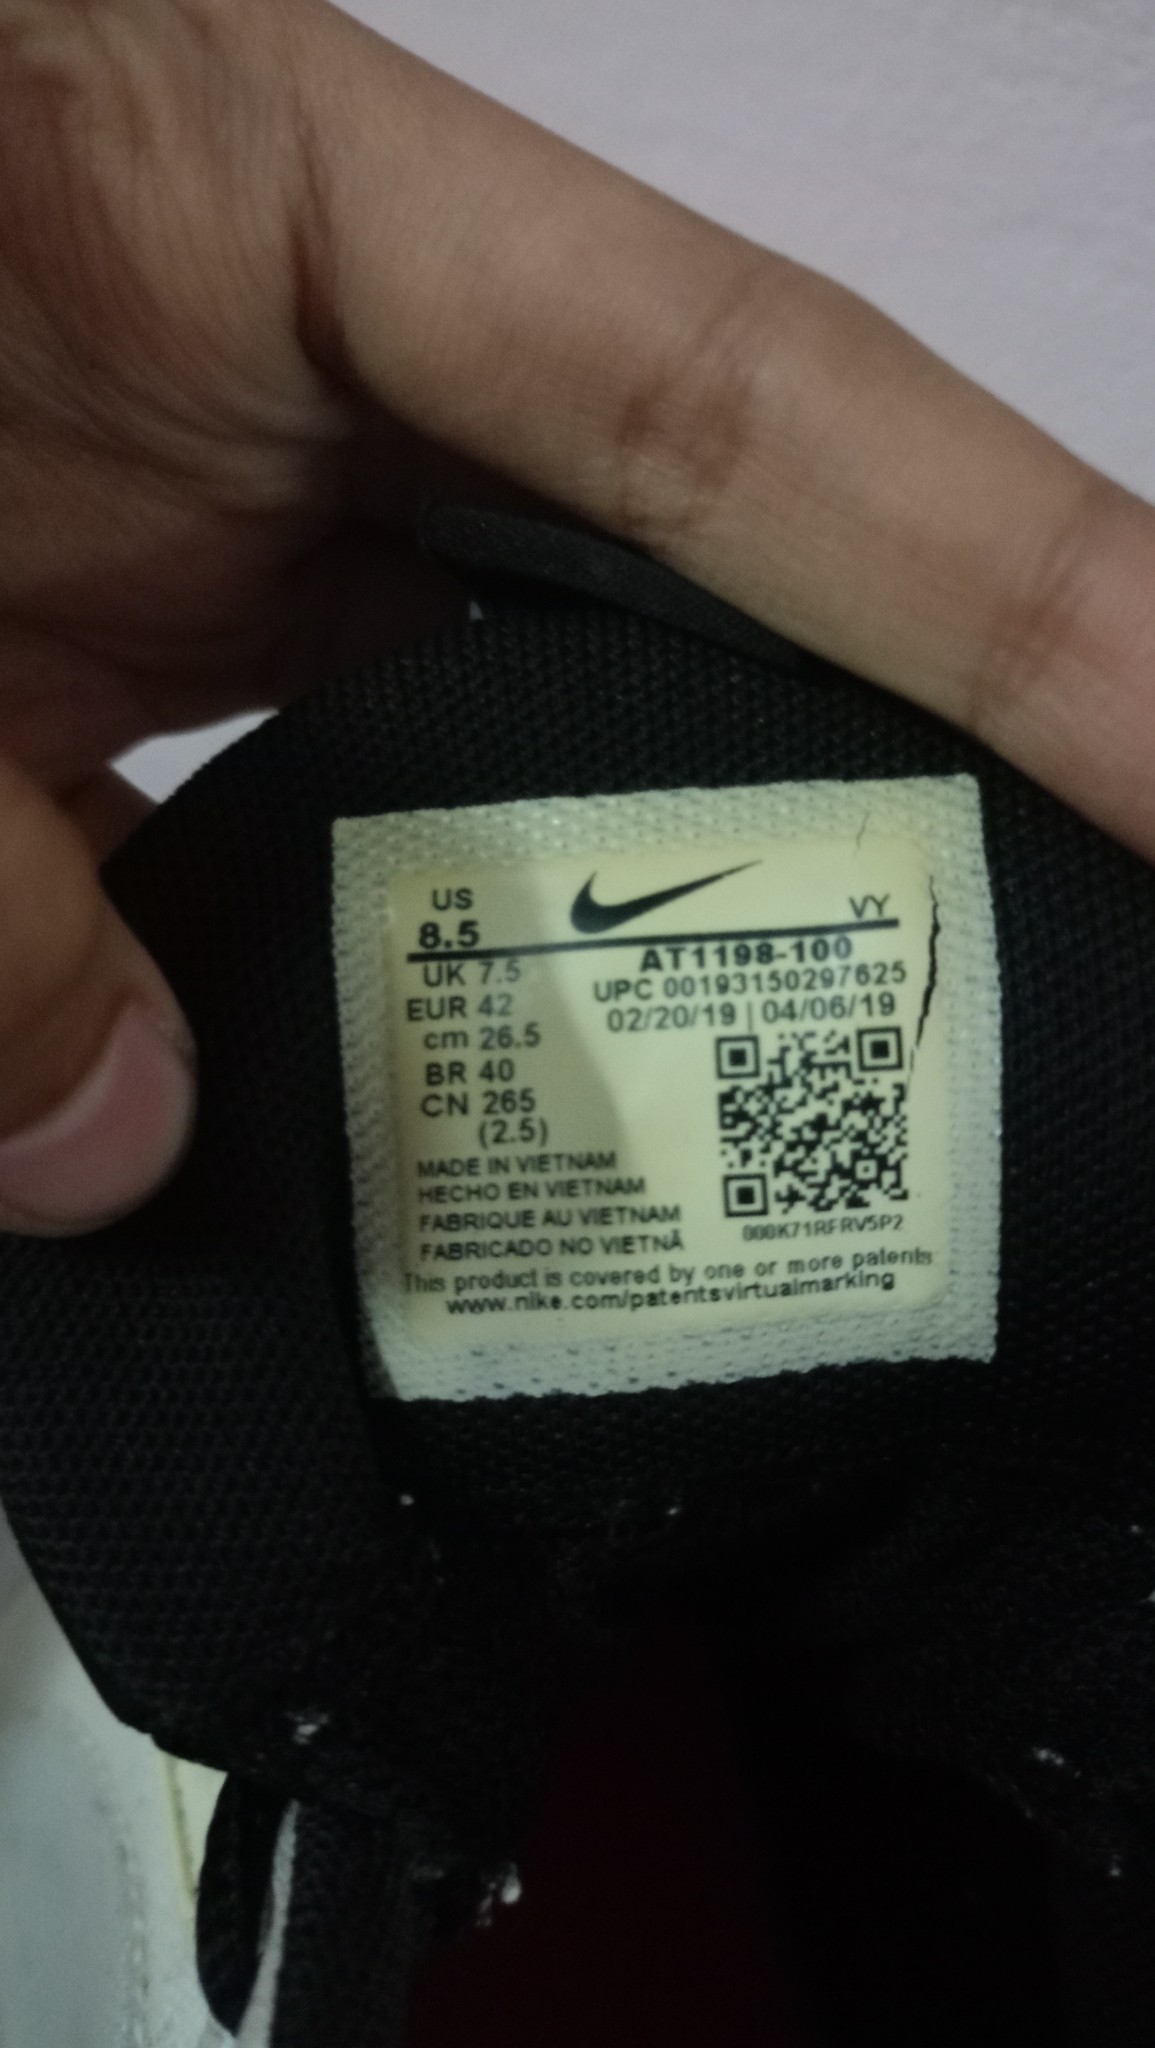 US
8.5
VY
UK 7.5
EUR 42
cm 26.5
BR 40
CN 265
(2.5)
AT1198-100
UPC 00193150297625
02/20/19 | 04/06/19
MADE IN VIETNAM
HECHO EN VIETNAM
FABRIQUE AU VIETNAM
FABRICADO NO VIETNÃ
000K71RFRV5P2
This product is covered by one or more patents
www.nike.com/patentsvirtualmarking